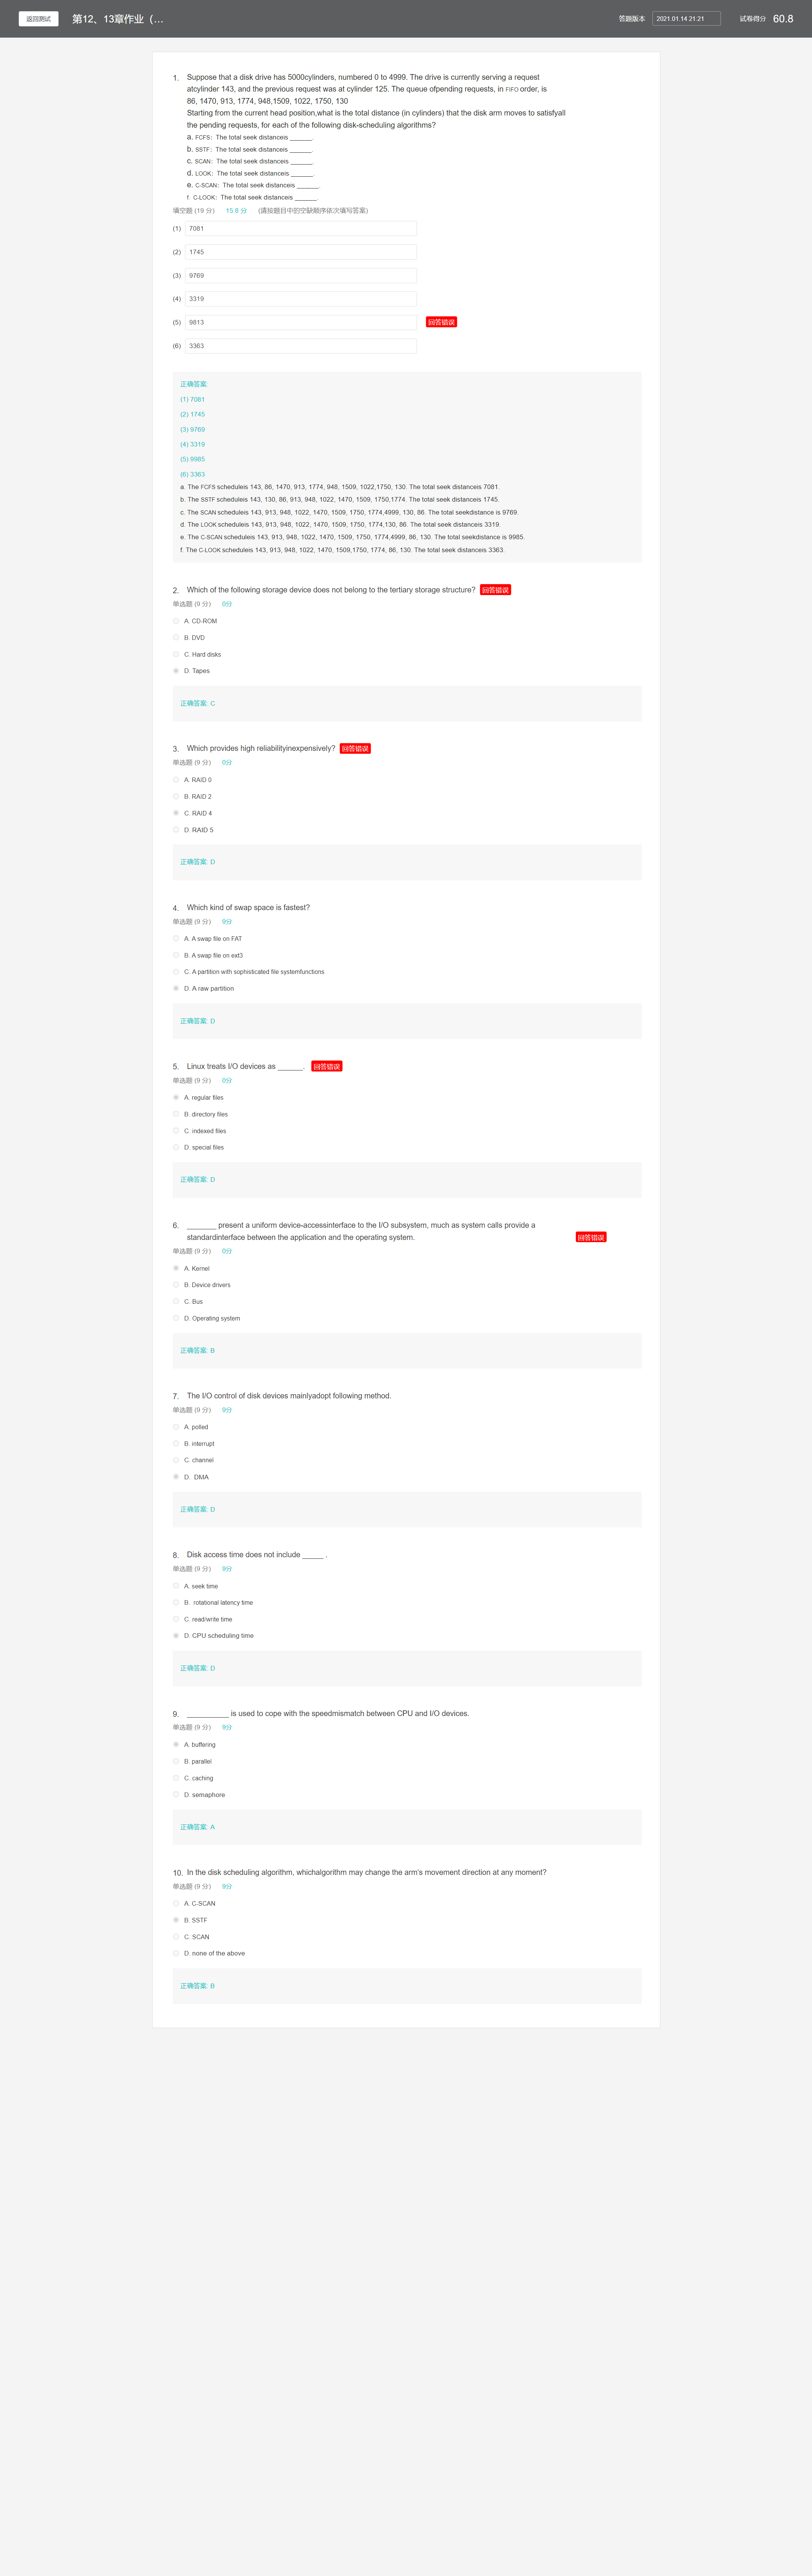 返回测试
第12、13章作业（...
答题版本
2021.01.14 21:21
试卷得分
60.8
1. Suppose that a disk drive has 5000cylinders, numbered 0 to 4999. The drive is currently serving a request
atcylinder 143, and the previous request was at cylinder 125. The queue ofpending requests, in FIFO order, is
86, 1470, 913, 1774, 948,1509, 1022, 1750, 130
Starting from the current head position,what is the total distance (in cylinders) that the disk arm moves to satisfyall
the pending requests, for each of the following disk-scheduling algorithms?
a. FCFS：The total seek distanceis ______.
b. SSTF：The total seek distanceis ______.
c. SCAN：The total seek distanceis ______.
d. LOOK：The total seek distanceis ______.
e. C-SCAN：The total seek distanceis ______.
f. C-LOOK：The total seek distanceis ______.
填空题 (19 分) 15.8 分 (请按题目中的空缺顺序依次填写答案)
(1) 7081
(2) 1745
(3) 9769
(4) 3319
(5) 9813 回答错误
(6) 3363
正确答案:
(1) 7081
(2) 1745
(3) 9769
(4) 3319
(5) 9985
(6) 3363
a. The FCFS scheduleis 143, 86, 1470, 913, 1774, 948, 1509, 1022,1750, 130. The total seek distanceis 7081.
b. The SSTF scheduleis 143, 130, 86, 913, 948, 1022, 1470, 1509, 1750,1774. The total seek distanceis 1745.
c. The SCAN scheduleis 143, 913, 948, 1022, 1470, 1509, 1750, 1774,4999, 130, 86. The total seekdistance is 9769.
d. The LOOK scheduleis 143, 913, 948, 1022, 1470, 1509, 1750, 1774,130, 86. The total seek distanceis 3319.
e. The C-SCAN scheduleis 143, 913, 948, 1022, 1470, 1509, 1750, 1774,4999, 86, 130. The total seekdistance is 9985.
f. The C-LOOK scheduleis 143, 913, 948, 1022, 1470, 1509,1750, 1774, 86, 130. The total seek distanceis 3363.
2. Which of the following storage device does not belong to the tertiary storage structure? 回答错误
单选题 (9 分) 0分
A. CD-ROM
B. DVD
C. Hard disks
D. Tapes
正确答案: C
3. Which provides high reliabilityinexpensively? 回答错误
单选题 (9 分) 0分
A. RAID 0
B. RAID 2
C. RAID 4
D. RAID 5
正确答案: D
4. Which kind of swap space is fastest?
单选题 (9 分) 9分
A. A swap file on FAT
B. A swap file on ext3
C. A partition with sophisticated file systemfunctions
D. A raw partition
正确答案: D
5. Linux treats I/O devices as ______. 回答错误
单选题 (9 分) 0分
A. regular files
B. directory files
C. indexed files
D. special files
正确答案: D
6. _______ present a uniform device-accessinterface to the I/O subsystem, much as system calls provide a
standardinterface between the application and the operating system. 回答错误
单选题 (9 分) 0分
A. Kernel
B. Device drivers
C. Bus
D. Operating system
正确答案: B
7. The I/O control of disk devices mainlyadopt following method.
单选题 (9 分) 9分
A. polled
B. interrupt
C. channel
D. DMA
正确答案: D
8. Disk access time does not include _____ .
单选题 (9 分) 9分
A. seek time
B. rotational latency time
C. read/write time
D. CPU scheduling time
正确答案: D
9. __________ is used to cope with the speedmismatch between CPU and I/O devices.
单选题 (9 分) 9分
A. buffering
B. parallel
C. caching
D. semaphore
正确答案: A
10. In the disk scheduling algorithm, whichalgorithm may change the arm's movement direction at any moment?
单选题 (9 分) 9分
A. C-SCAN
B. SSTF
C. SCAN
D. none of the above
正确答案: B